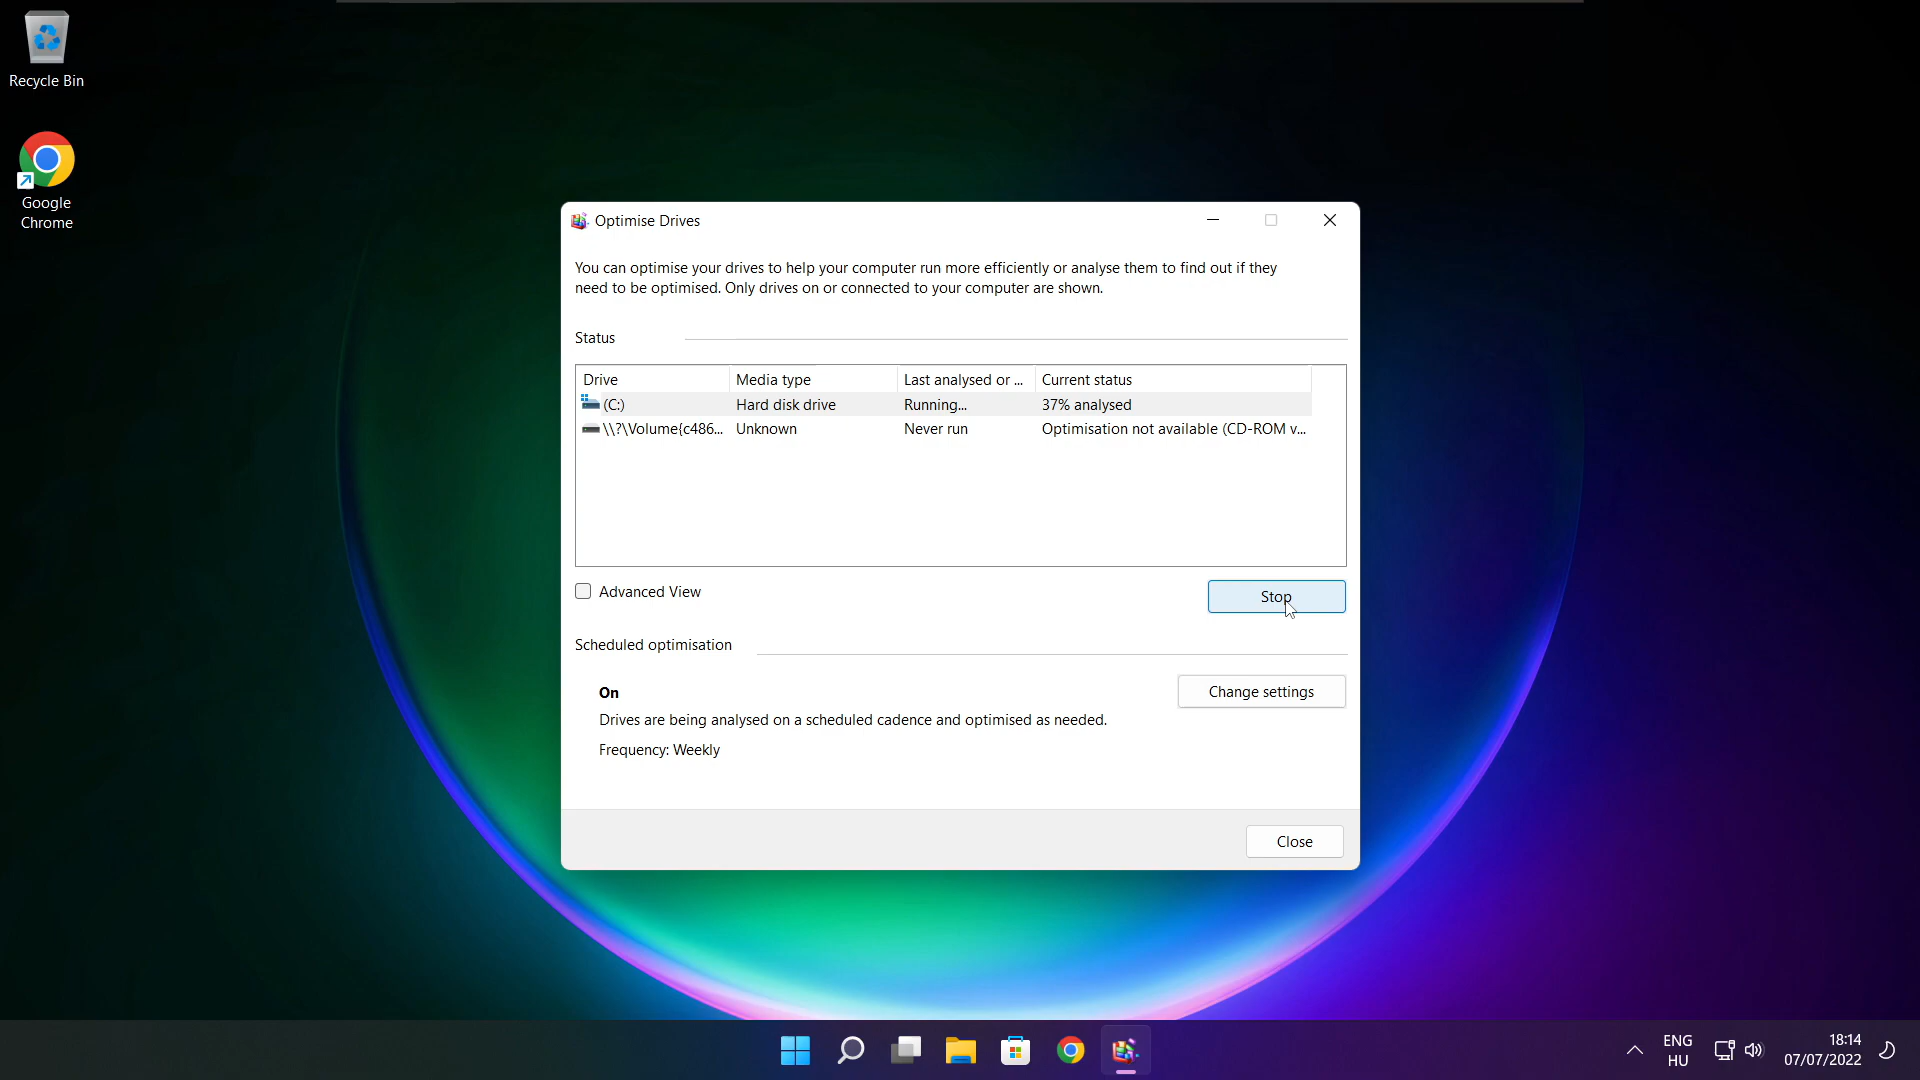 Recycle Bin
Google
Chrome
Optimise Drives
You can optimise your drives to help your computer run more efficiently or analyse them to find out if they
need to be optimised. Only drives on or connected to your computer are shown.
Status
Drive Media type Last analysed or ... Current status
(C:) Hard disk drive Running... 37% analysed
\\?\Volume{c486... Unknown Never run Optimisation not available (CD-ROM v...
Advanced View
Stop
Scheduled optimisation
On
Change settings
Drives are being analysed on a scheduled cadence and optimised as needed.
Frequency: Weekly
Close
ENG
HU
18:14
07/07/2022